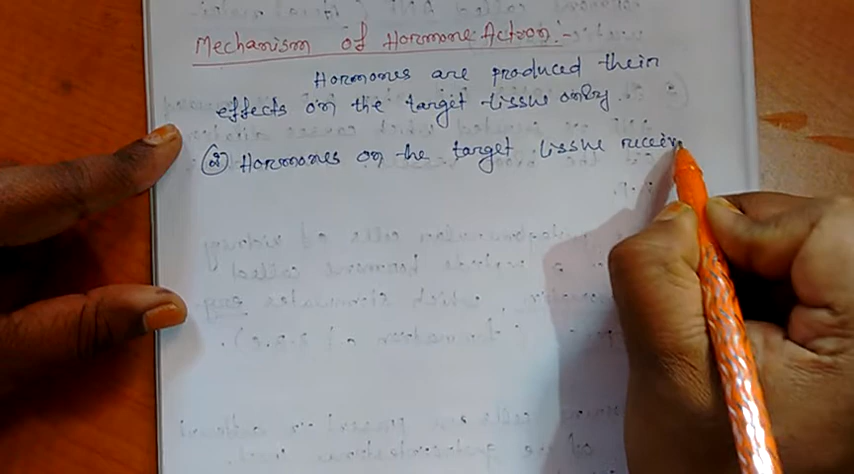 Mechanism of Hormone Action :-
Hormones are produced their
effects on the target tissue only.
(2) Hormones on the target tissue receiv